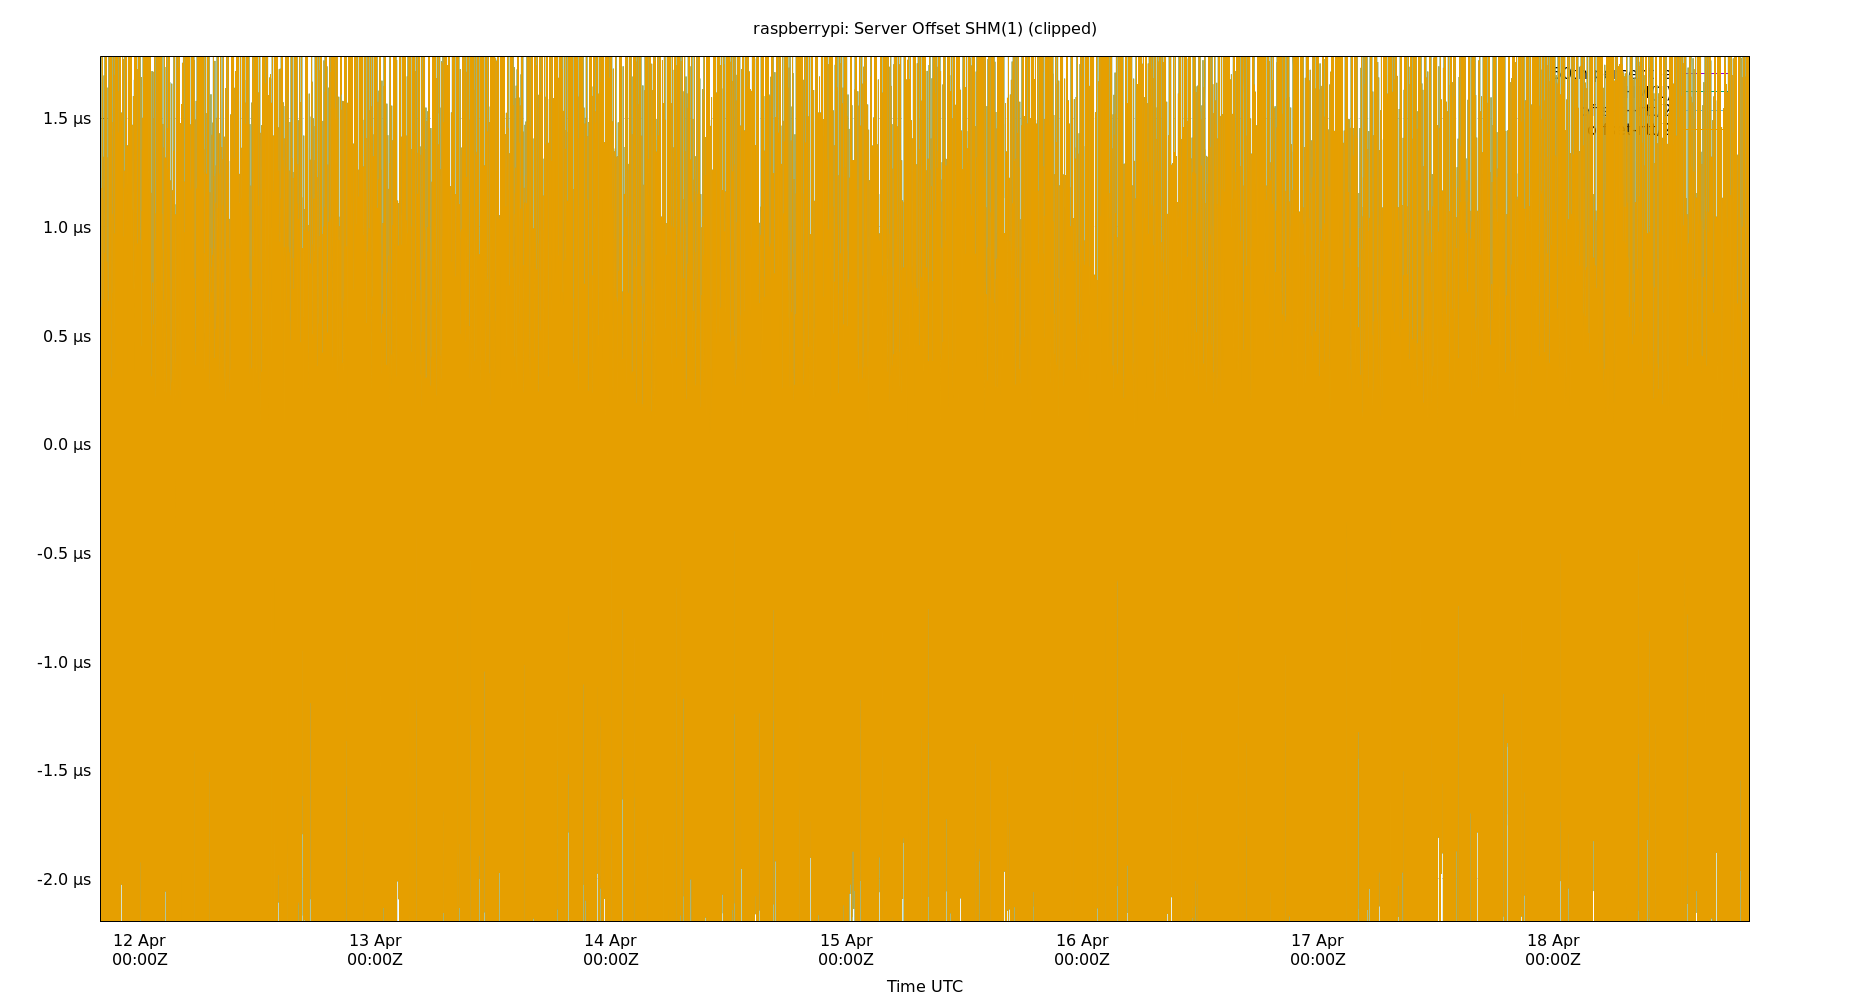 raspberrypi: Server Offset SHM(1) (clipped)
1.5 µs
1.0 µs
0.5 µs
0.0 µs
-0.5 µs
-1.0 µs
-1.5 µs
-2.0 µs
12 Apr 13 Apr 14 Apr 15 Apr 16 Apr 17 Apr 18 Apr
00:00Z 00:00Z 00:00Z 00:00Z 00:00Z 00:00Z 00:00Z
Time UTC